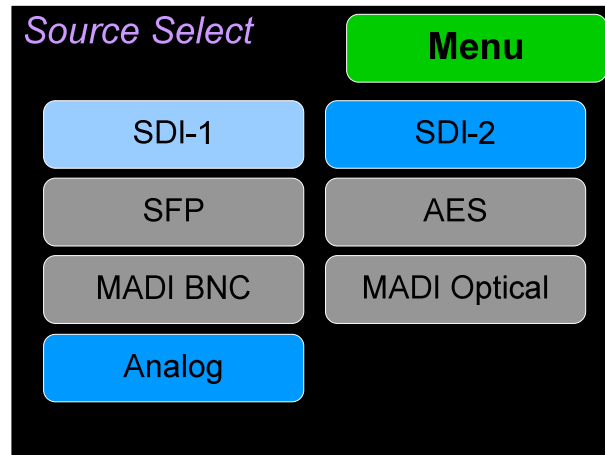 Source Select
Menu
SDI-1
SDI-2
SFP
AES
MADI BNC
MADI Optical
Analog